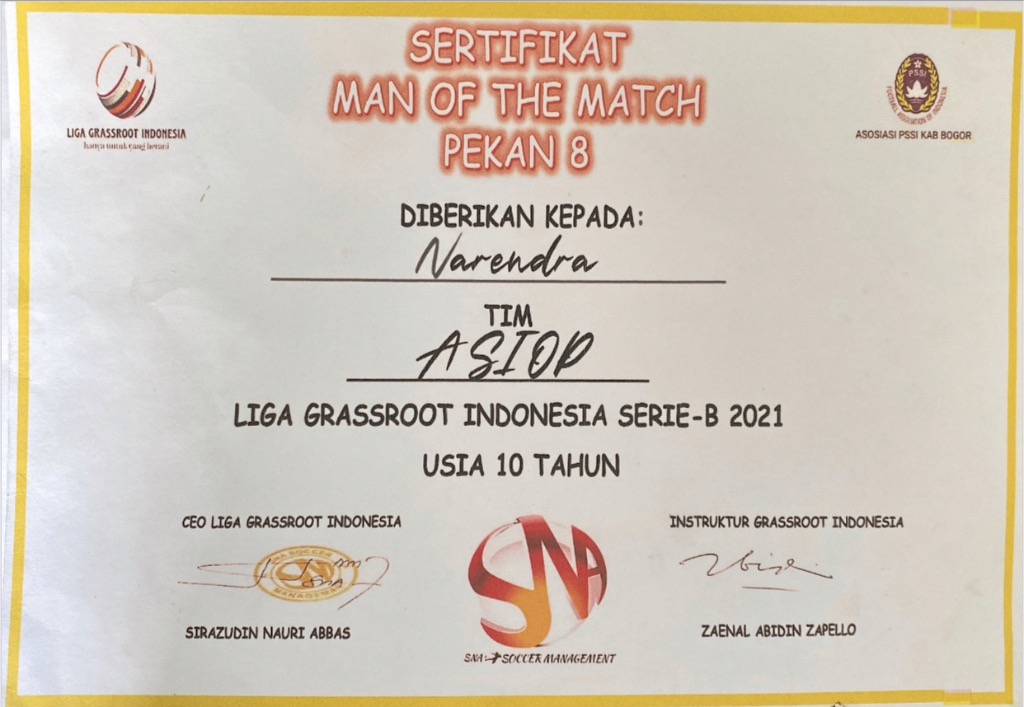 SERTIFIKAT
MAN OF THE MATCH
PEKAN 8
LIGA GRASSROOT INDONESIA
hanya untuk yang berani
PSSI
FOOTBALL ASSOCIATION OF INDONESIA
ASOSIASI PSSI KAB BOGOR
DIBERIKAN KEPADA:
Narendra
TIM
ASIOP
LIGA GRASSROOT INDONESIA SERIE-B 2021
USIA 10 TAHUN
CEO LIGA GRASSROOT INDONESIA
SNA SOCCER
SNA
MANAGEMENT
SIRAZUDIN NAURI ABBAS
SNA
SNA SOCCER MANAGEMENT
INSTRUKTUR GRASSROOT INDONESIA
ZAENAL ABIDIN ZAPELLO